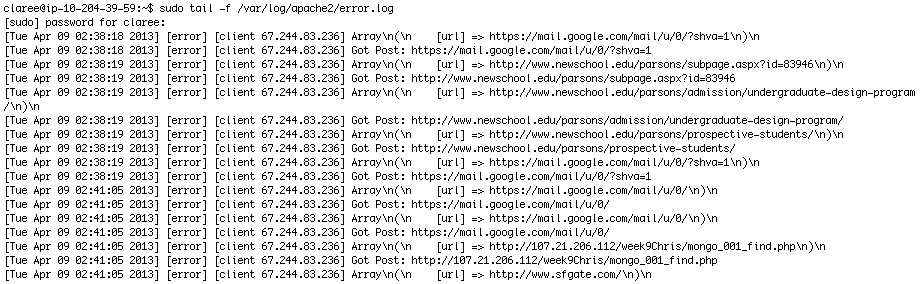 claree@ip-10-204-39-59:~$ sudo tail -f /var/log/apache2/error.log
[sudo] password for claree:
[Tue Apr 09 02:38:18 2013] [error] [client 67.244.83.236] Array\n(\n    [url] => https://mail.google.com/mail/u/0/?shva=1\n)\n
[Tue Apr 09 02:38:18 2013] [error] [client 67.244.83.236] Got Post: https://mail.google.com/mail/u/0/?shva=1
[Tue Apr 09 02:38:19 2013] [error] [client 67.244.83.236] Array\n(\n    [url] => http://www.newschool.edu/parsons/subpage.aspx?id=83946\n)\n
[Tue Apr 09 02:38:19 2013] [error] [client 67.244.83.236] Got Post: http://www.newschool.edu/parsons/subpage.aspx?id=83946
[Tue Apr 09 02:38:19 2013] [error] [client 67.244.83.236] Array\n(\n    [url] => http://www.newschool.edu/parsons/admission/undergraduate-design-program
/\n)\n
[Tue Apr 09 02:38:19 2013] [error] [client 67.244.83.236] Got Post: http://www.newschool.edu/parsons/admission/undergraduate-design-program/
[Tue Apr 09 02:38:19 2013] [error] [client 67.244.83.236] Array\n(\n    [url] => http://www.newschool.edu/parsons/prospective-students/\n)\n
[Tue Apr 09 02:38:19 2013] [error] [client 67.244.83.236] Got Post: http://www.newschool.edu/parsons/prospective-students/
[Tue Apr 09 02:38:19 2013] [error] [client 67.244.83.236] Array\n(\n    [url] => https://mail.google.com/mail/u/0/?shva=1\n)\n
[Tue Apr 09 02:38:19 2013] [error] [client 67.244.83.236] Got Post: https://mail.google.com/mail/u/0/?shva=1
[Tue Apr 09 02:41:05 2013] [error] [client 67.244.83.236] Array\n(\n    [url] => https://mail.google.com/mail/u/0/\n)\n
[Tue Apr 09 02:41:05 2013] [error] [client 67.244.83.236] Got Post: https://mail.google.com/mail/u/0/
[Tue Apr 09 02:41:05 2013] [error] [client 67.244.83.236] Array\n(\n    [url] => https://mail.google.com/mail/u/0/\n)\n
[Tue Apr 09 02:41:05 2013] [error] [client 67.244.83.236] Got Post: https://mail.google.com/mail/u/0/
[Tue Apr 09 02:41:05 2013] [error] [client 67.244.83.236] Array\n(\n    [url] => http://107.21.206.112/week9Chris/mongo_001_find.php\n)\n
[Tue Apr 09 02:41:05 2013] [error] [client 67.244.83.236] Got Post: http://107.21.206.112/week9Chris/mongo_001_find.php
[Tue Apr 09 02:41:05 2013] [error] [client 67.244.83.236] Array\n(\n    [url] => http://www.sfgate.com/\n)\n